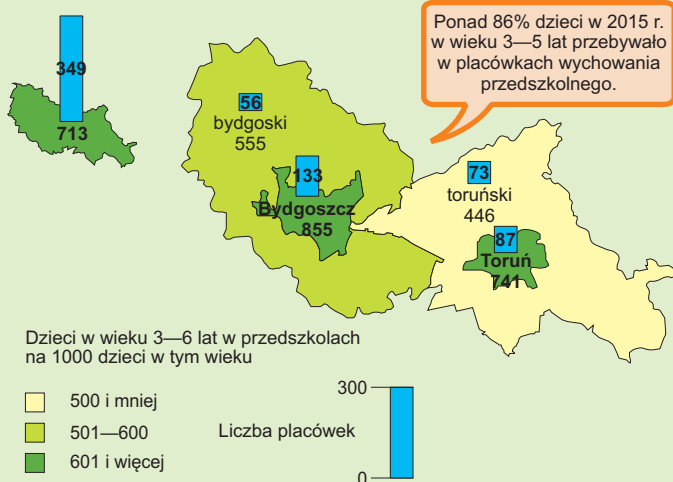 349
713
Ponad 86% dzieci w 2015 r.
w wieku 3—5 lat przebywało
w placówkach wychowania
przedszkolnego.
56
bydgoski
555
133
Bydgoszcz
855
73
toruński
446
87
Toruń
741
Dzieci w wieku 3—6 lat w przedszkolach
na 1000 dzieci w tym wieku
500 i mniej
501—600
601 i więcej
Liczba placówek
300
0